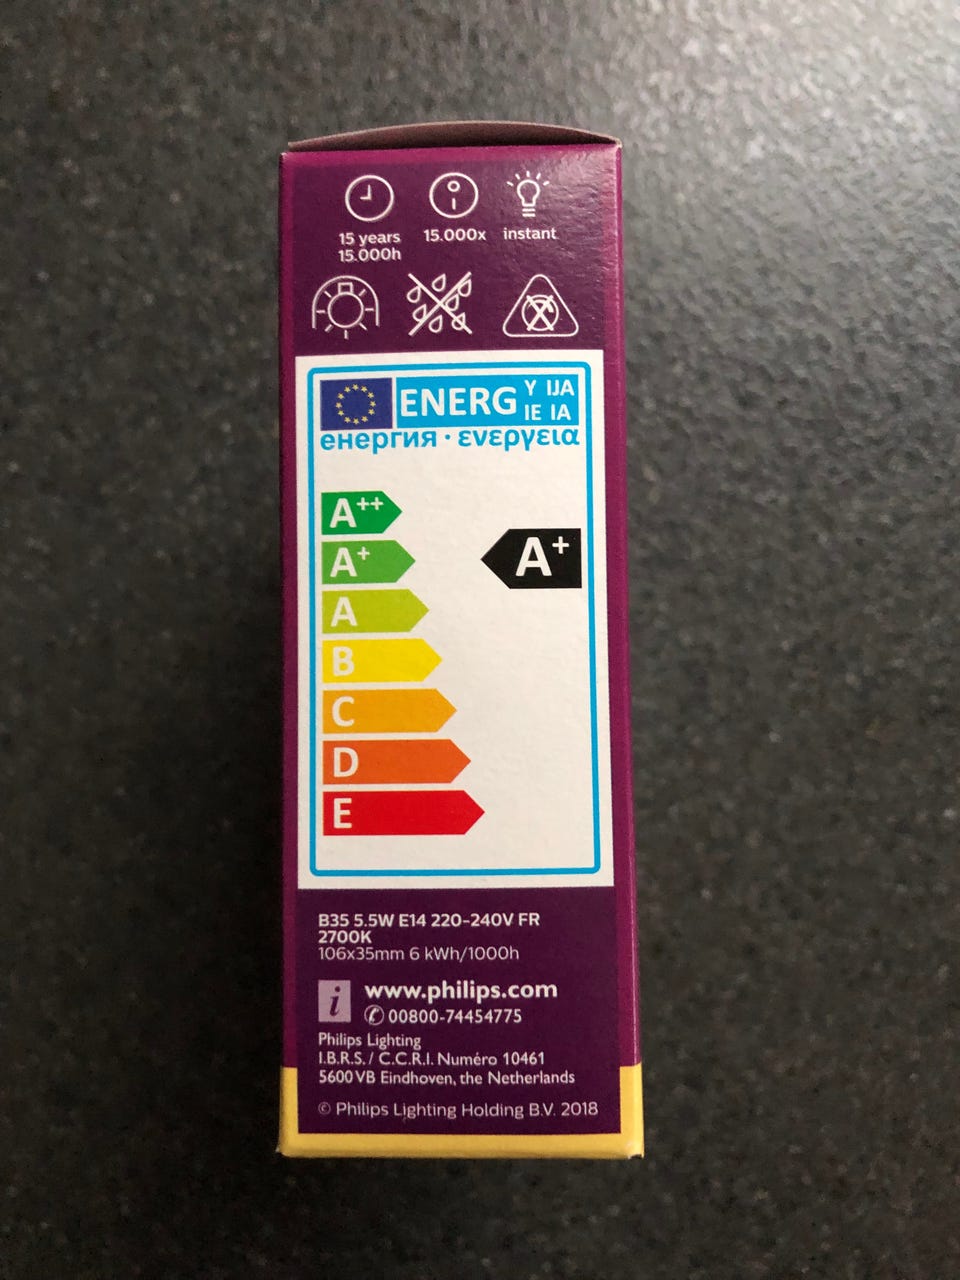 15 years
15.000h
15.000x
instant
ENERG Y IJA
IE IA
енергия · ενεργεια
A++
A+
A+
A
B
C
D
E
B35 5.5W E14 220-240V FR
2700K
106x35mm 6 kWh/1000h
i www.philips.com
✆ 00800-74454775
Philips Lighting
I.B.R.S. / C.C.R.I. Numéro 10461
5600 VB Eindhoven, the Netherlands
© Philips Lighting Holding B.V. 2018